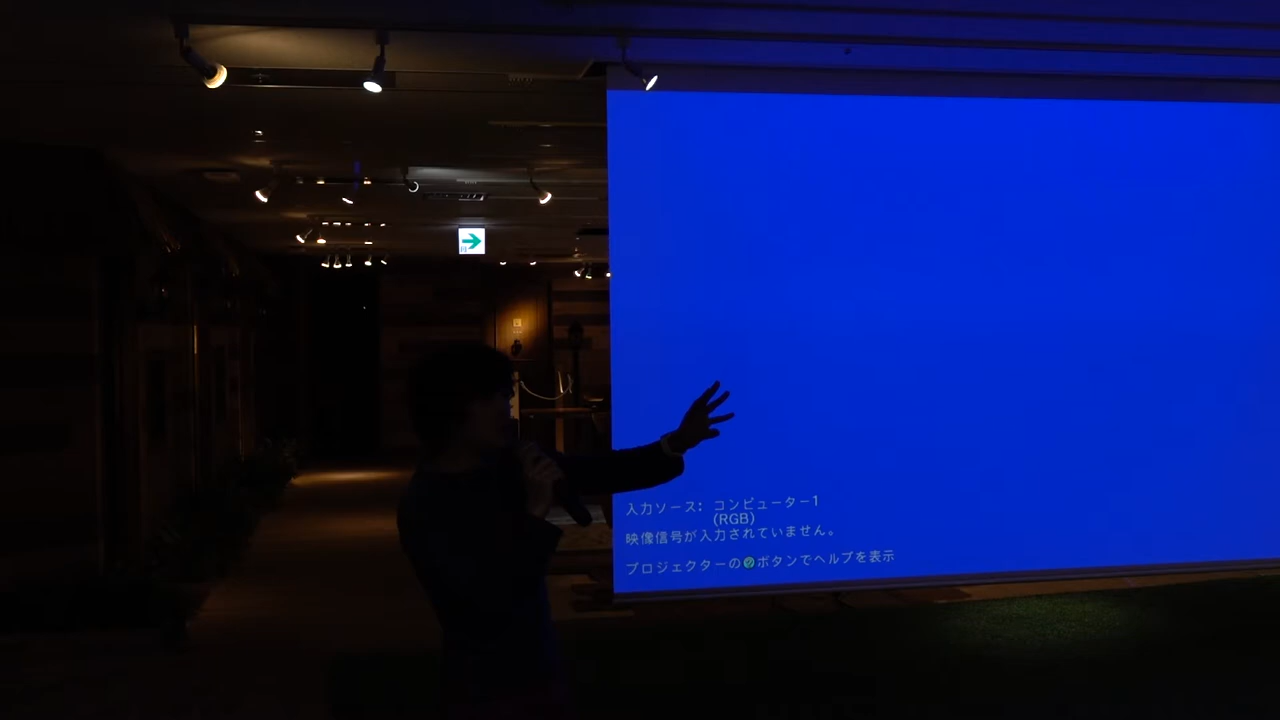 入力ソース: コンピューター1
(RGB)
映像信号が入力されていません。
プロジェクターの?ボタンでヘルプを表示